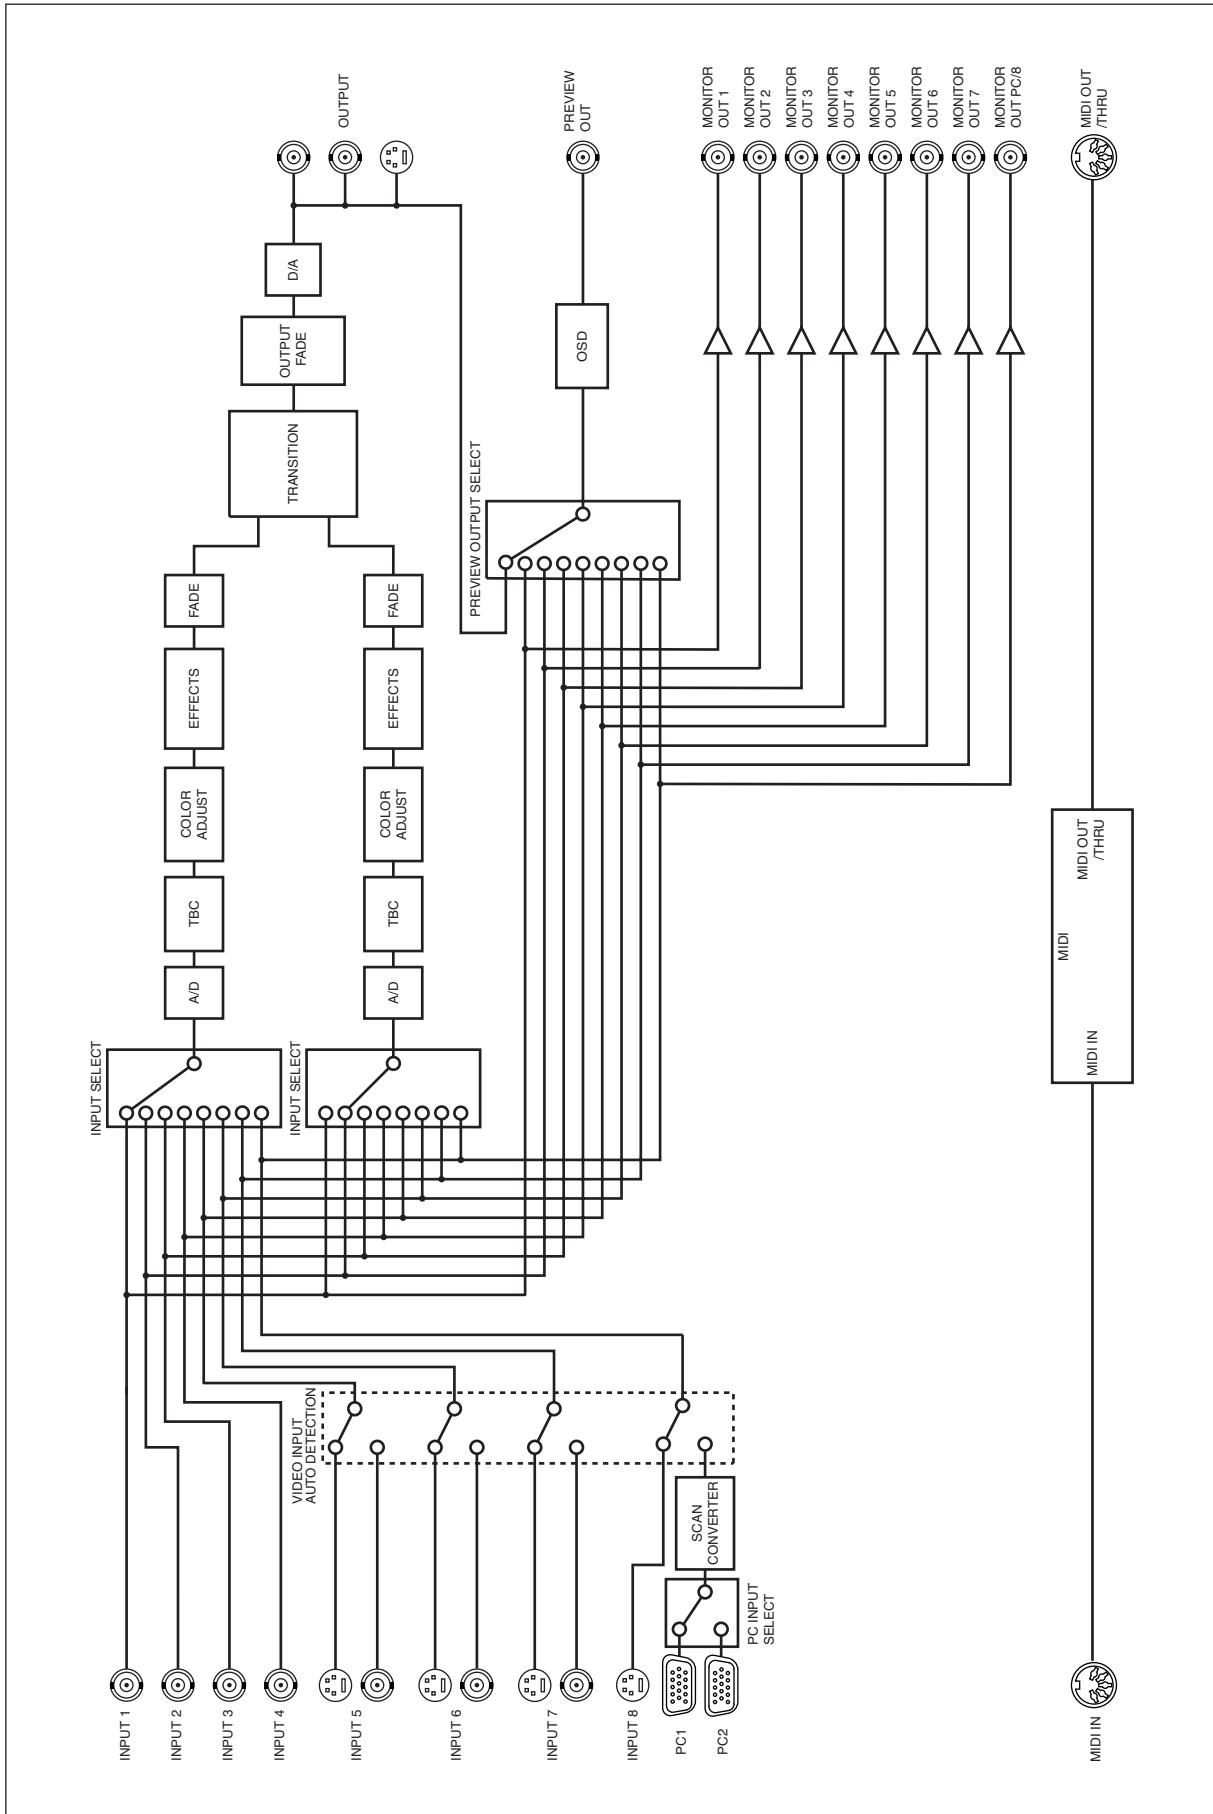 INPUT 1
INPUT 2
INPUT 3
INPUT 4
INPUT 5
INPUT 6
INPUT 7
INPUT 8
PC1
PC2
PC INPUT
SELECT
SCAN
CONVERTER
VIDEO INPUT
AUTO DETECTION
INPUT SELECT
A/D
TBC
COLOR
ADJUST
EFFECTS
FADE
INPUT SELECT
A/D
TBC
COLOR
ADJUST
EFFECTS
FADE
TRANSITION
OUTPUT
FADE
D/A
OUTPUT
PREVIEW OUTPUT SELECT
OSD
PREVIEW
OUT
MONITOR
OUT 1
MONITOR
OUT 2
MONITOR
OUT 3
MONITOR
OUT 4
MONITOR
OUT 5
MONITOR
OUT 6
MONITOR
OUT 7
MONITOR
OUT PC/8
MIDI IN
MIDI IN
MIDI
MIDI OUT
/THRU
MIDI OUT
/THRU